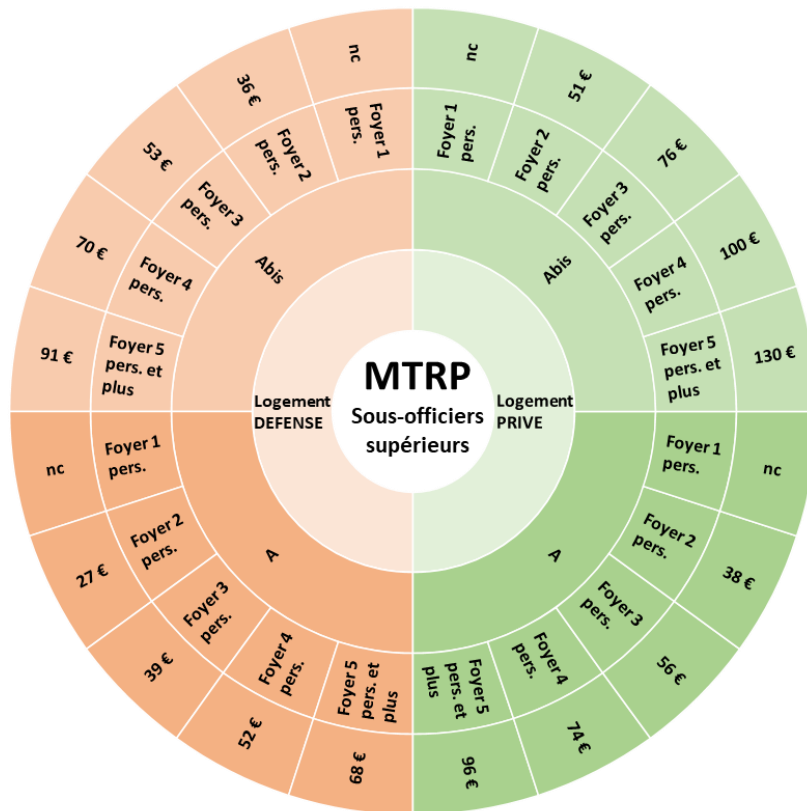 MTRP
Sous-officiers
supérieurs
Logement
PRIVE
Abis
Foyer 1
pers.
nc
Foyer 2
pers.
51 €
Foyer 3
pers.
76 €
Foyer 4
pers.
100 €
Foyer 5
pers. et
plus
130 €
A
Foyer 1
pers.
nc
Foyer 2
pers.
38 €
Foyer 3
pers.
56 €
Foyer 4
pers.
74 €
Foyer 5
pers. et
plus
96 €
Logement
DEFENSE
A
Foyer 5
pers. et
plus
68 €
Foyer 4
pers.
52 €
Foyer 3
pers.
39 €
Foyer 2
pers.
27 €
Foyer 1
pers.
nc
Abis
Foyer 5
pers. et
plus
91 €
Foyer 4
pers.
70 €
Foyer 3
pers.
53 €
Foyer 2
pers.
36 €
Foyer 1
pers.
nc